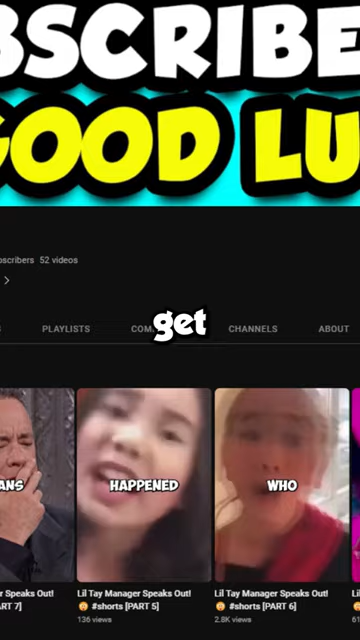 BSCRIBE
GOOD LU
bscribers 52 videos
PLAYLISTS
COM
get
CHANNELS
ABOUT
ANS
HAPPENED
WHO
r Speaks Out!
RT 7]
Lil Tay Manager Speaks Out!
😳 #shorts [PART 5]
136 views
Lil Tay Manager Speaks Out!
😳 #shorts [PART 6]
2.8K views
Lil